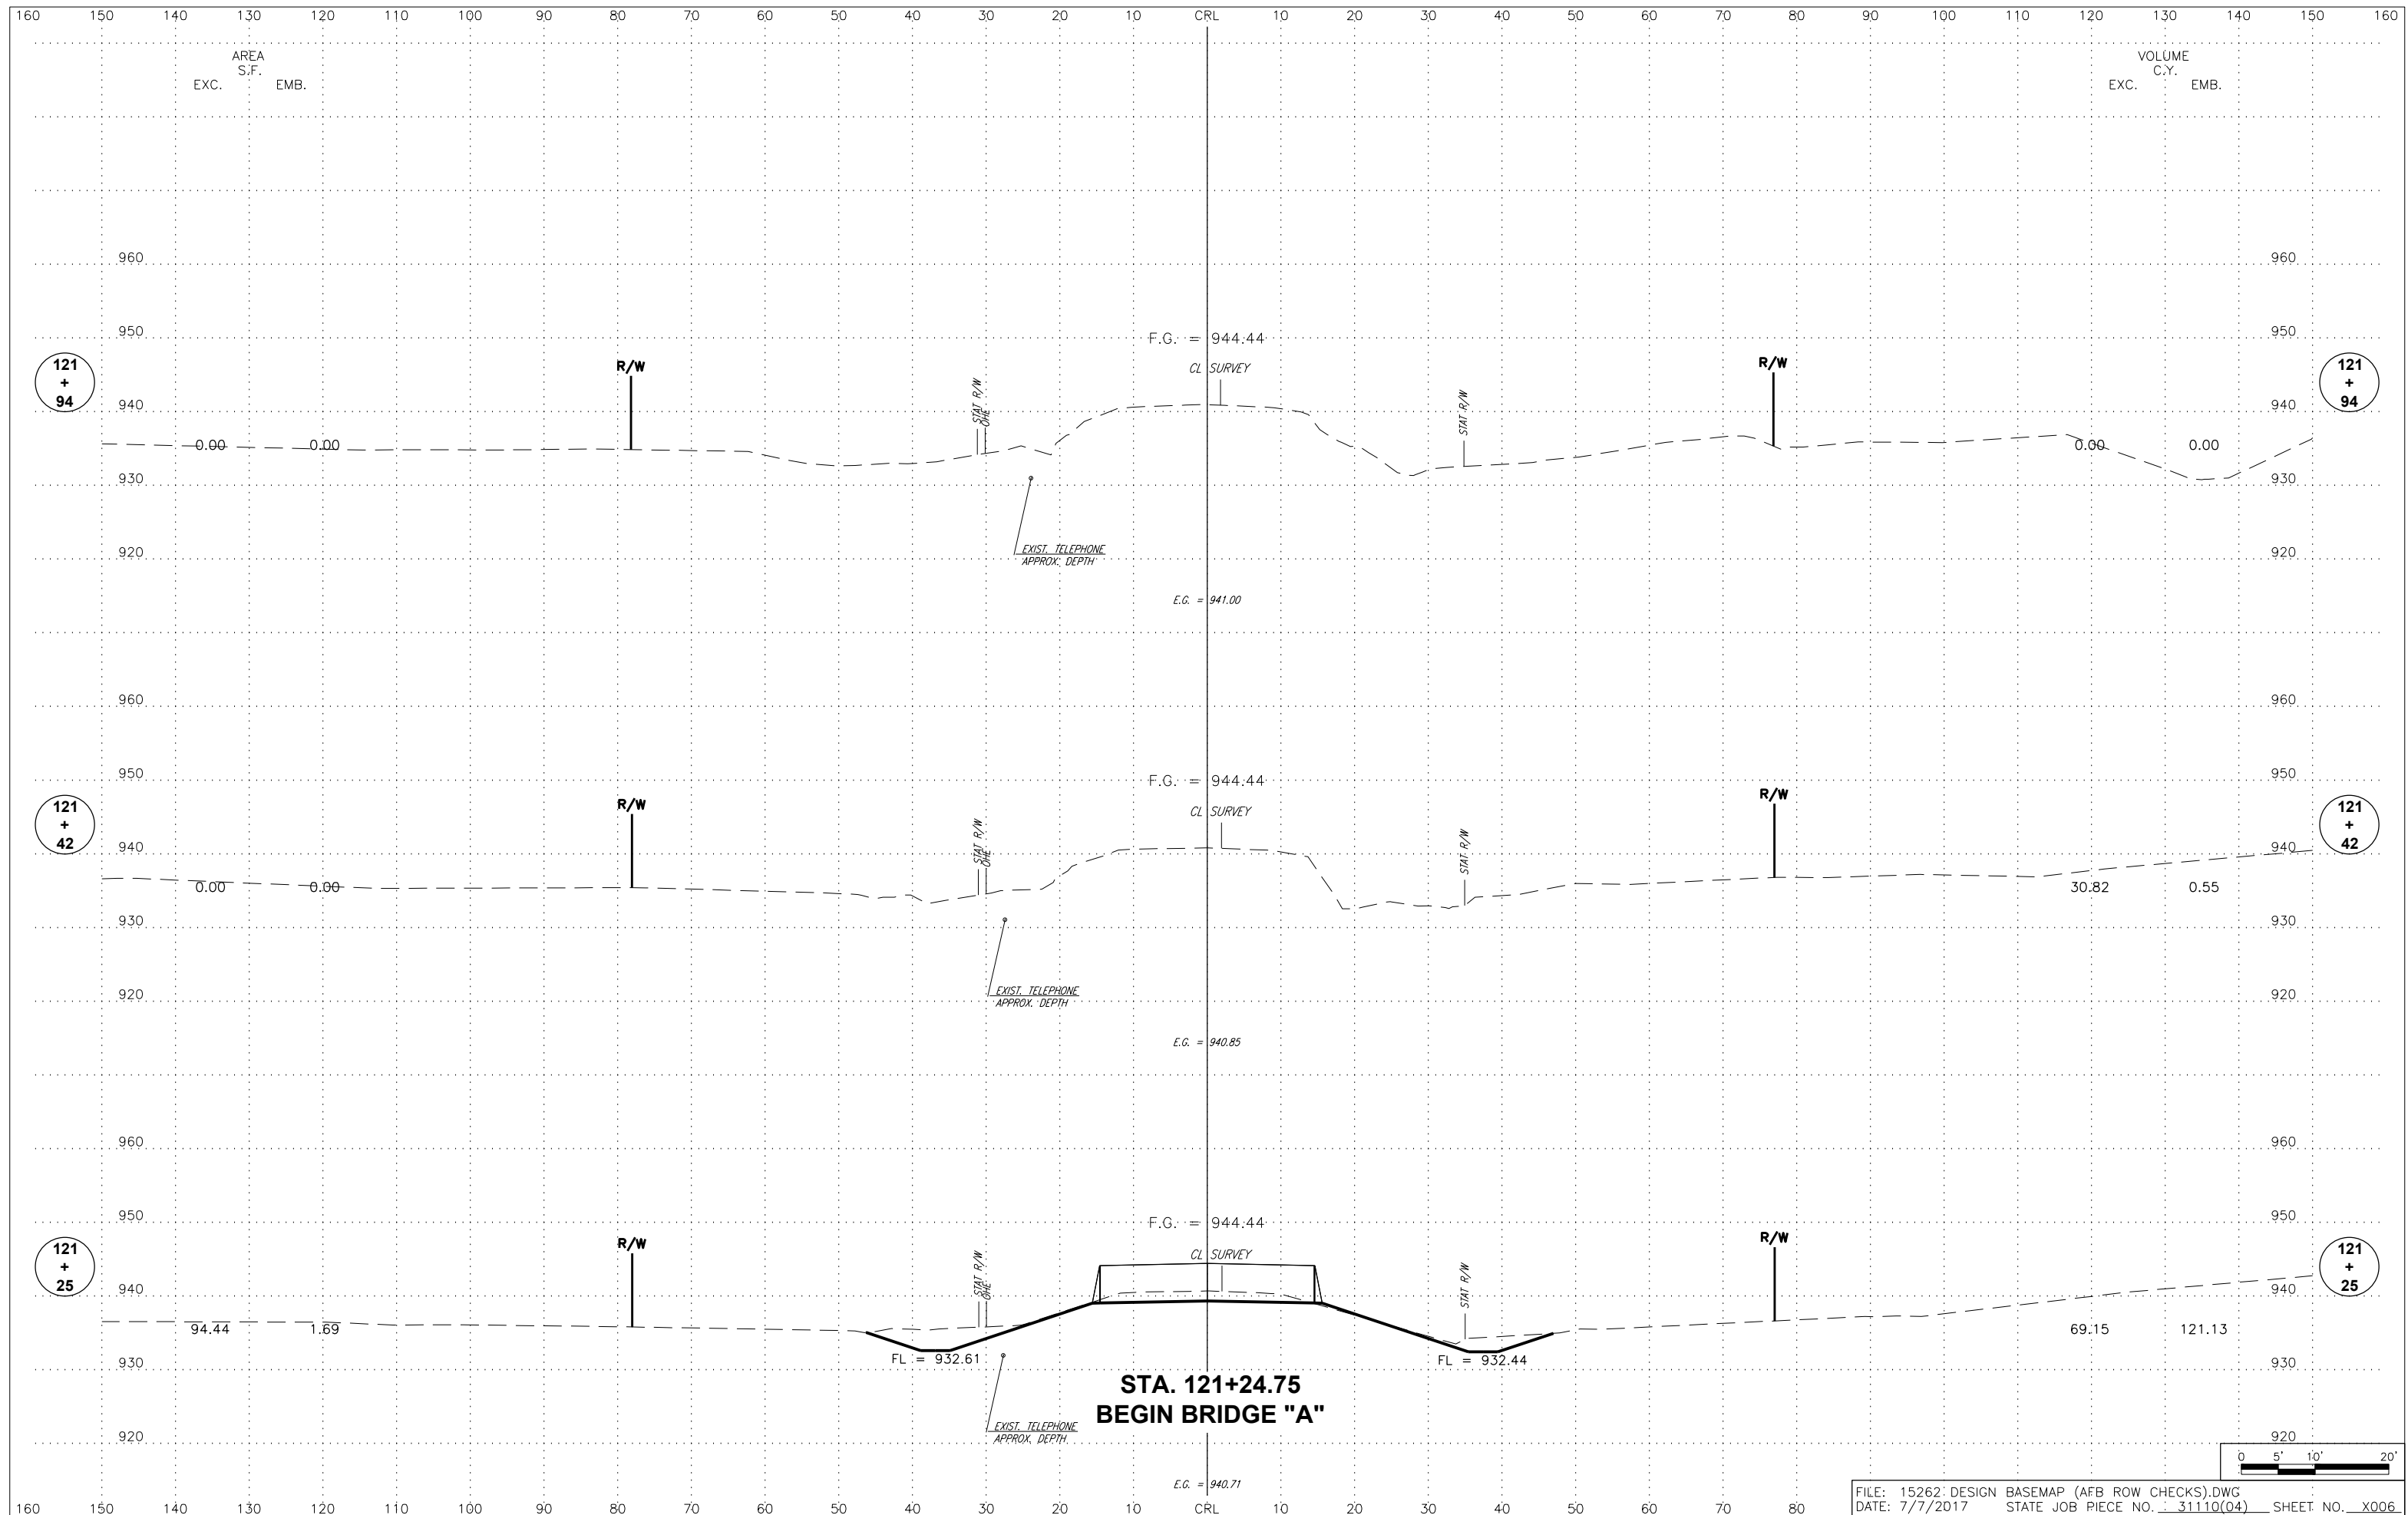 160 150 140 130 120 110 100 90 80 70 60 50 40 30 20 10 CRL 10 20 30 40 50 60 70 80 90 100 110 120 130 140 150 160
AREA
S.F.
EXC. EMB.
VOLUME
C.Y.
EXC. EMB.
960 960
950 F.G. = 944.44 950
121
+
94
R/W
STAT R/W
OHE
CL SURVEY
STAT R/W
R/W
121
+
94
940 940
0.00 0.00 0.00 0.00
930 930
EXIST. TELEPHONE
APPROX. DEPTH
920 920
E.G. = 941.00
960 960
950 F.G. = 944.44 950
121
+
42
R/W
STAT R/W
OHE
CL SURVEY
STAT R/W
R/W
121
+
42
940 940
0.00 0.00 30.82 0.55
930 930
EXIST. TELEPHONE
APPROX. DEPTH
920 920
E.G. = 940.85
960 960
950 F.G. = 944.44 950
121
+
25
R/W
STAT R/W
OHE
CL SURVEY
STAT R/W
R/W
121
+
25
940 940
94.44 1.69 69.15 121.13
FL = 932.61 FL = 932.44
930 930
STA. 121+24.75
BEGIN BRIDGE "A"
EXIST. TELEPHONE
APPROX. DEPTH
920 920
E.G. = 940.71
0 5' 10' 20'
160 150 140 130 120 110 100 90 80 70 60 50 40 30 20 10 CRL 10 20 30 40 50 60 70 80
FILE: 15262 DESIGN BASEMAP (AFB ROW CHECKS).DWG
DATE: 7/7/2017 STATE JOB PIECE NO. 31110(04) SHEET NO. X006